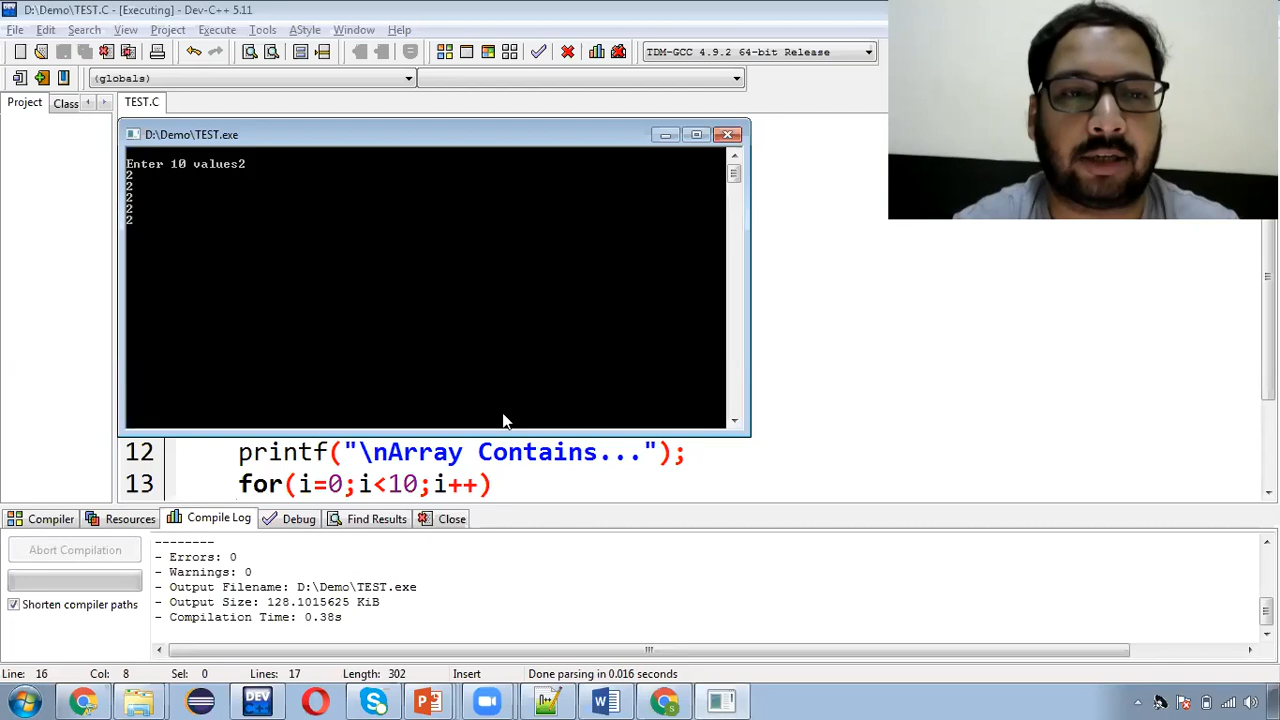 D:\Demo\TEST.C - [Executing] - Dev-C++ 5.11
File Edit Search View Project Execute Tools AStyle Window Help
TDM-GCC 4.9.2 64-bit Release
(globals)
Project Class TEST.C
D:\Demo\TEST.exe
Enter 10 values2
2
2
2
2
2
12 printf("\nArray Contains...");
13 for(i=0;i<10;i++)
Compiler Resources Compile Log Debug Find Results Close
Abort Compilation
Shorten compiler paths
--------
- Errors: 0
- Warnings: 0
- Output Filename: D:\Demo\TEST.exe
- Output Size: 128.1015625 KiB
- Compilation Time: 0.38s
Line: 16 Col: 8 Sel: 0 Lines: 17 Length: 302 Insert Done parsing in 0.016 seconds
DEV C++